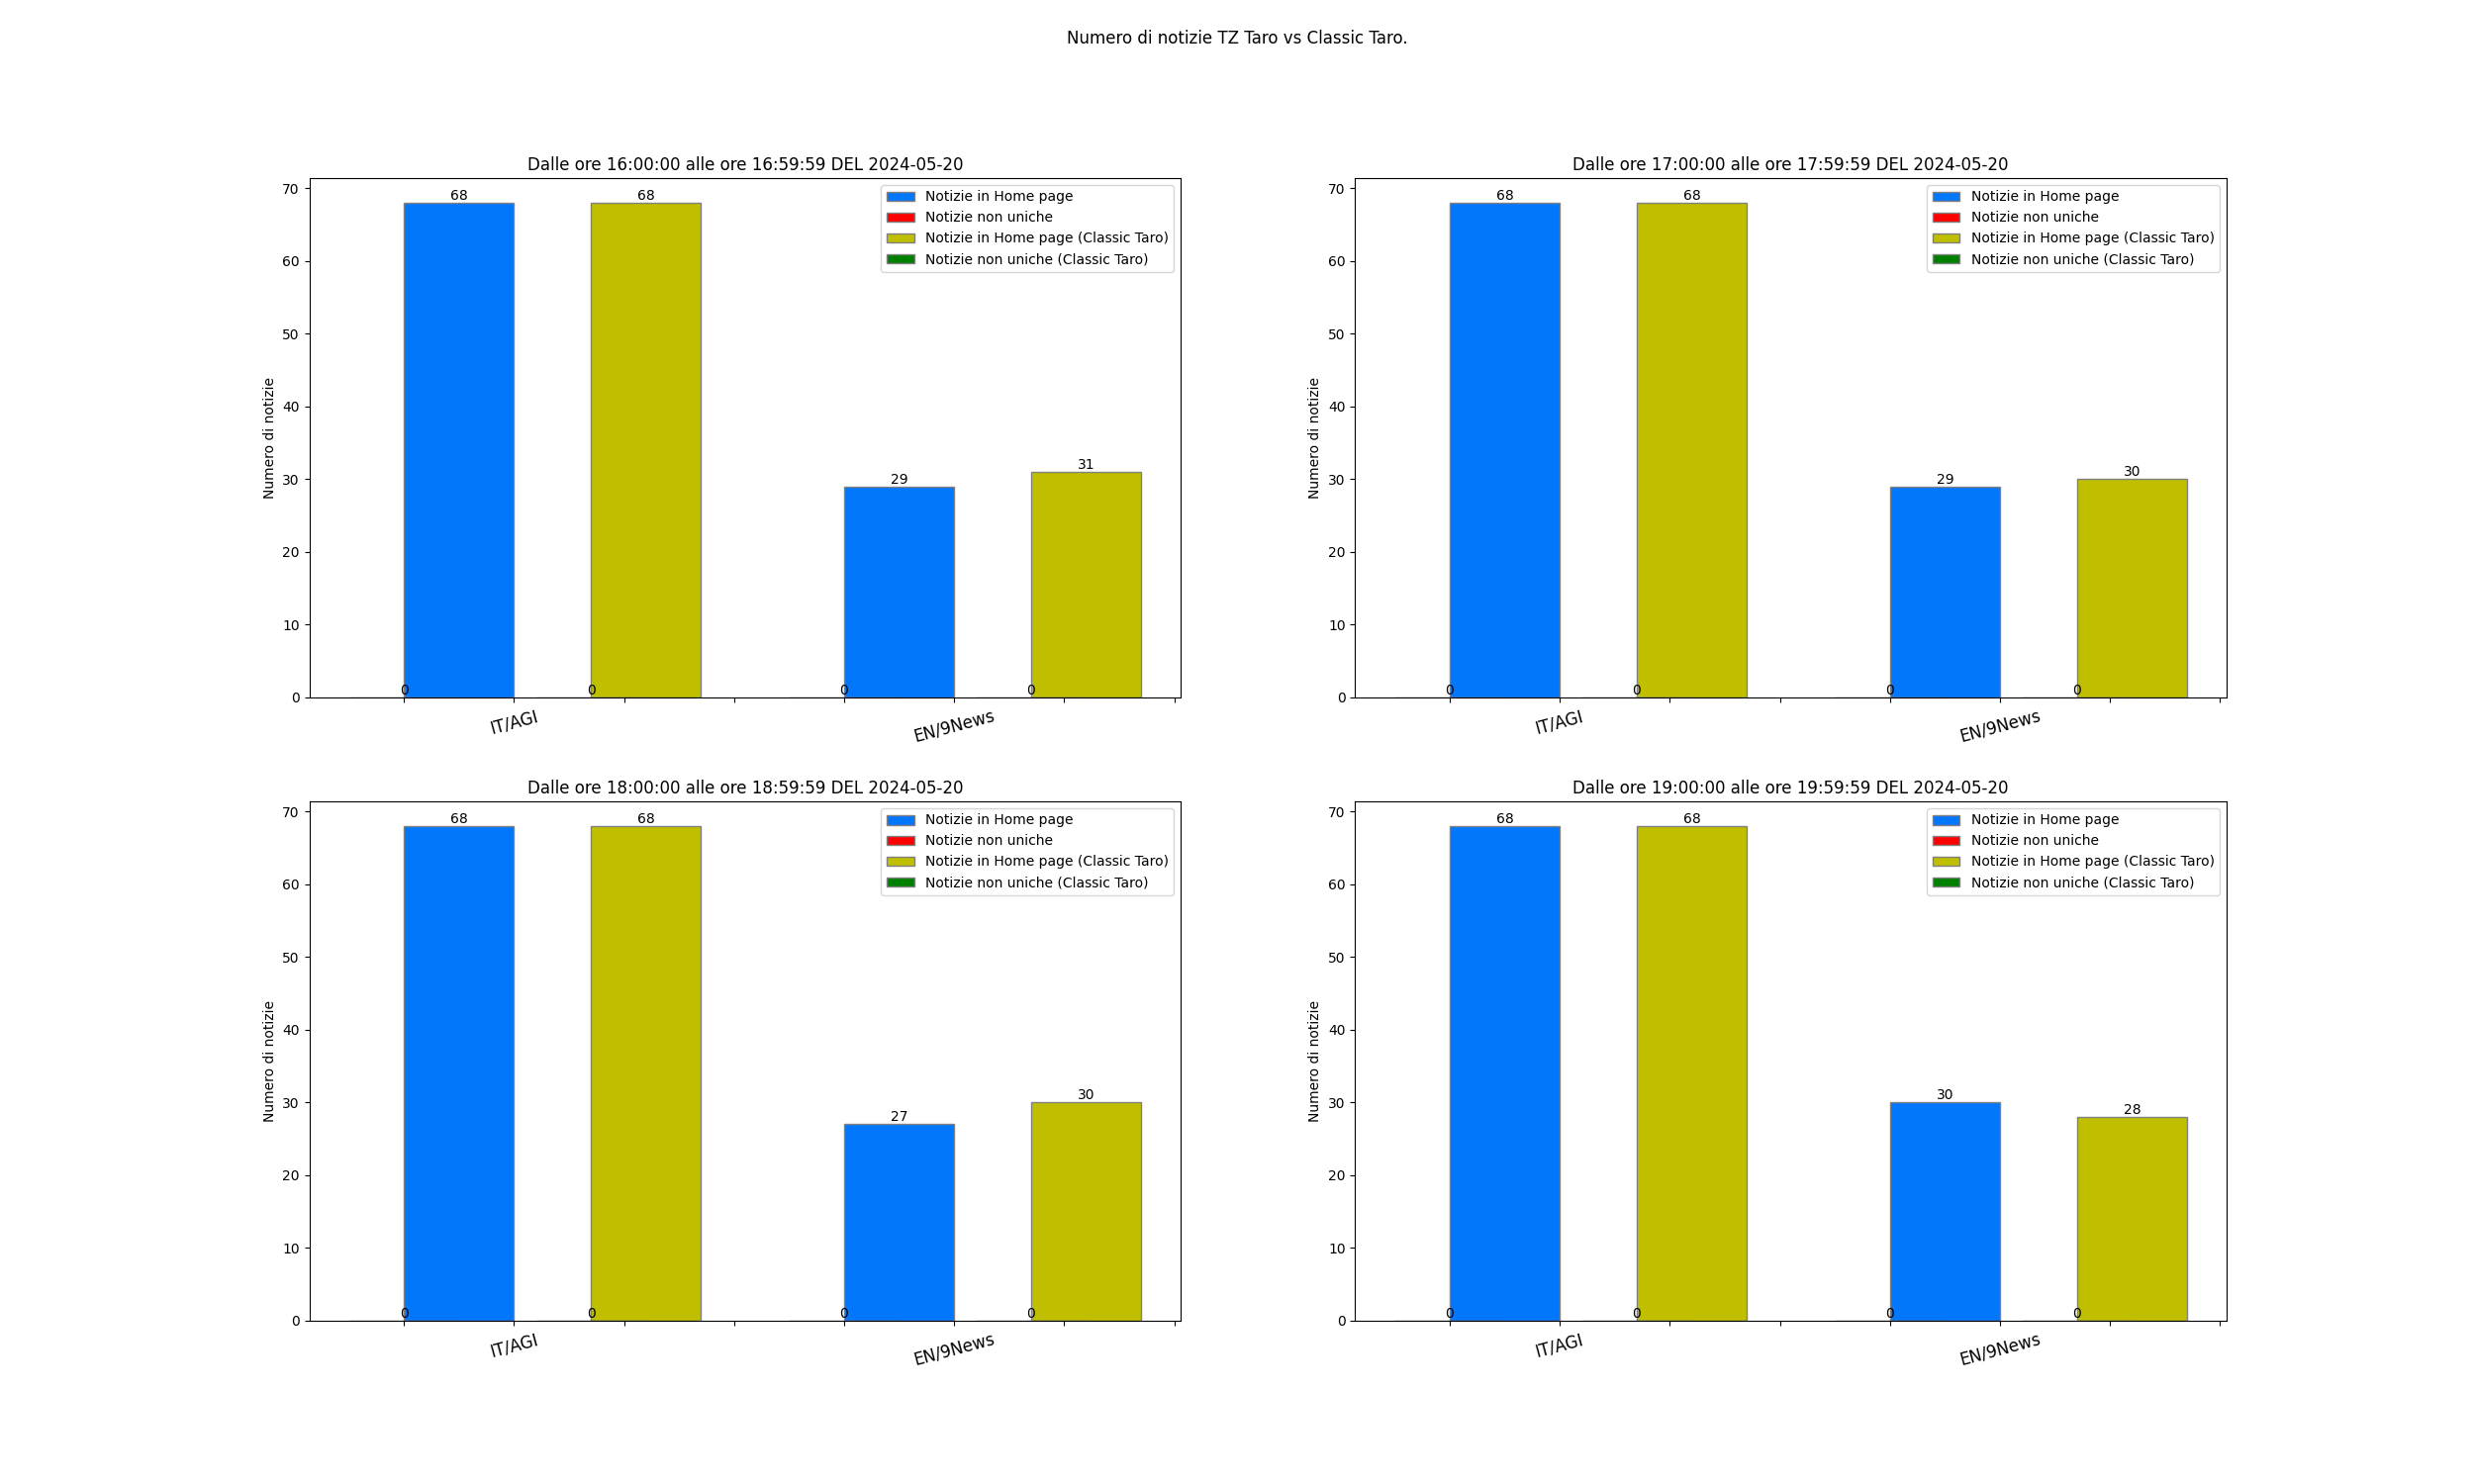 Numero di notizie TZ Taro vs Classic Taro.
Dalle ore 16:00:00 alle ore 16:59:59 DEL 2024-05-20
Numero di notizie
70
60
50
40
30
20
10
0
68
68
29
31
0
0
0
0
Notizie in Home page
Notizie non uniche
Notizie in Home page (Classic Taro)
Notizie non uniche (Classic Taro)
IT/AGI
EN/9News
Dalle ore 17:00:00 alle ore 17:59:59 DEL 2024-05-20
Numero di notizie
70
60
50
40
30
20
10
0
68
68
29
30
0
0
0
0
Notizie in Home page
Notizie non uniche
Notizie in Home page (Classic Taro)
Notizie non uniche (Classic Taro)
IT/AGI
EN/9News
Dalle ore 18:00:00 alle ore 18:59:59 DEL 2024-05-20
Numero di notizie
70
60
50
40
30
20
10
0
68
68
27
30
0
0
0
0
Notizie in Home page
Notizie non uniche
Notizie in Home page (Classic Taro)
Notizie non uniche (Classic Taro)
IT/AGI
EN/9News
Dalle ore 19:00:00 alle ore 19:59:59 DEL 2024-05-20
Numero di notizie
70
60
50
40
30
20
10
0
68
68
30
28
0
0
0
0
Notizie in Home page
Notizie non uniche
Notizie in Home page (Classic Taro)
Notizie non uniche (Classic Taro)
IT/AGI
EN/9News